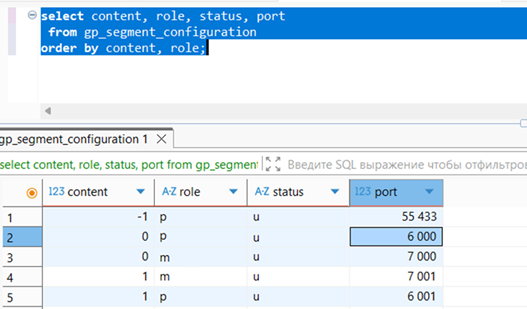 select content, role, status, port
from gp_segment_configuration
order by content, role;
gp_segment_configuration 1
select content, role, status, port from gp_segment Введите SQL выражение чтобы отфильтро
123 content A-Z role A-Z status 123 port
1 -1 p u 55 433
2 0 p u 6 000
3 0 m u 7 000
4 1 m u 7 001
5 1 p u 6 001